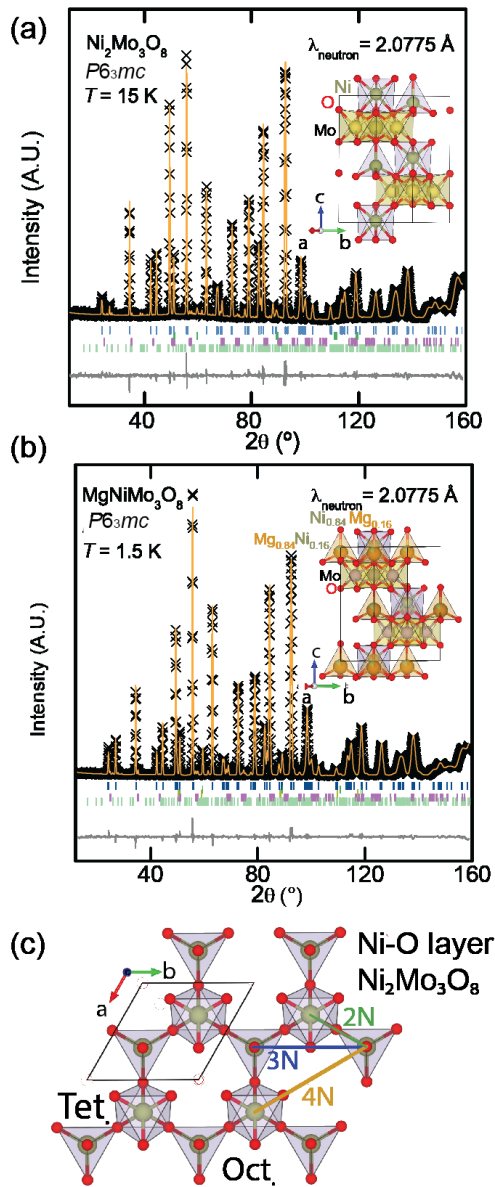 (a)
Ni₂Mo₃O₈
P6₃mc
T = 15 K
λneutron = 2.0775 Å
Ni
O
Mo
c
a
b
Intensity (A.U.)
40 80 120 160
2θ (º)
(b)
MgNiMo₃O₈
P6₃mc
T = 1.5 K
λneutron = 2.0775 Å
Ni₀.₈₄Mg₀.₁₆
Mg₀.₈₄Ni₀.₁₆
Mo
O
c
a
b
Intensity (A.U.)
40 80 120 160
2θ (°)
(c)
b
a
Ni-O layer
Ni₂Mo₃O₈
2N
3N
4N
Tet.
Oct.